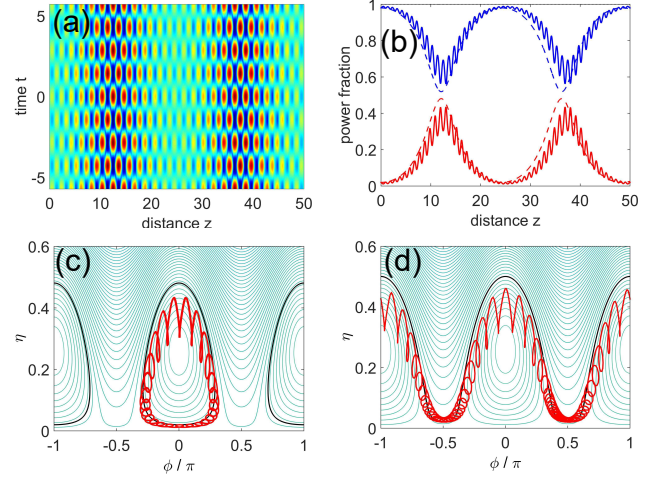 (a)
time t
5
0
-5
0 10 20 30 40 50
distance z
(b)
power fraction
1
0.8
0.6
0.4
0.2
0
0 10 20 30 40 50
distance z
(c)
η
0.6
0.4
0.2
0
-1 -0.5 0 0.5 1
ϕ / π
(d)
η
0.6
0.4
0.2
0
-1 -0.5 0 0.5 1
ϕ / π